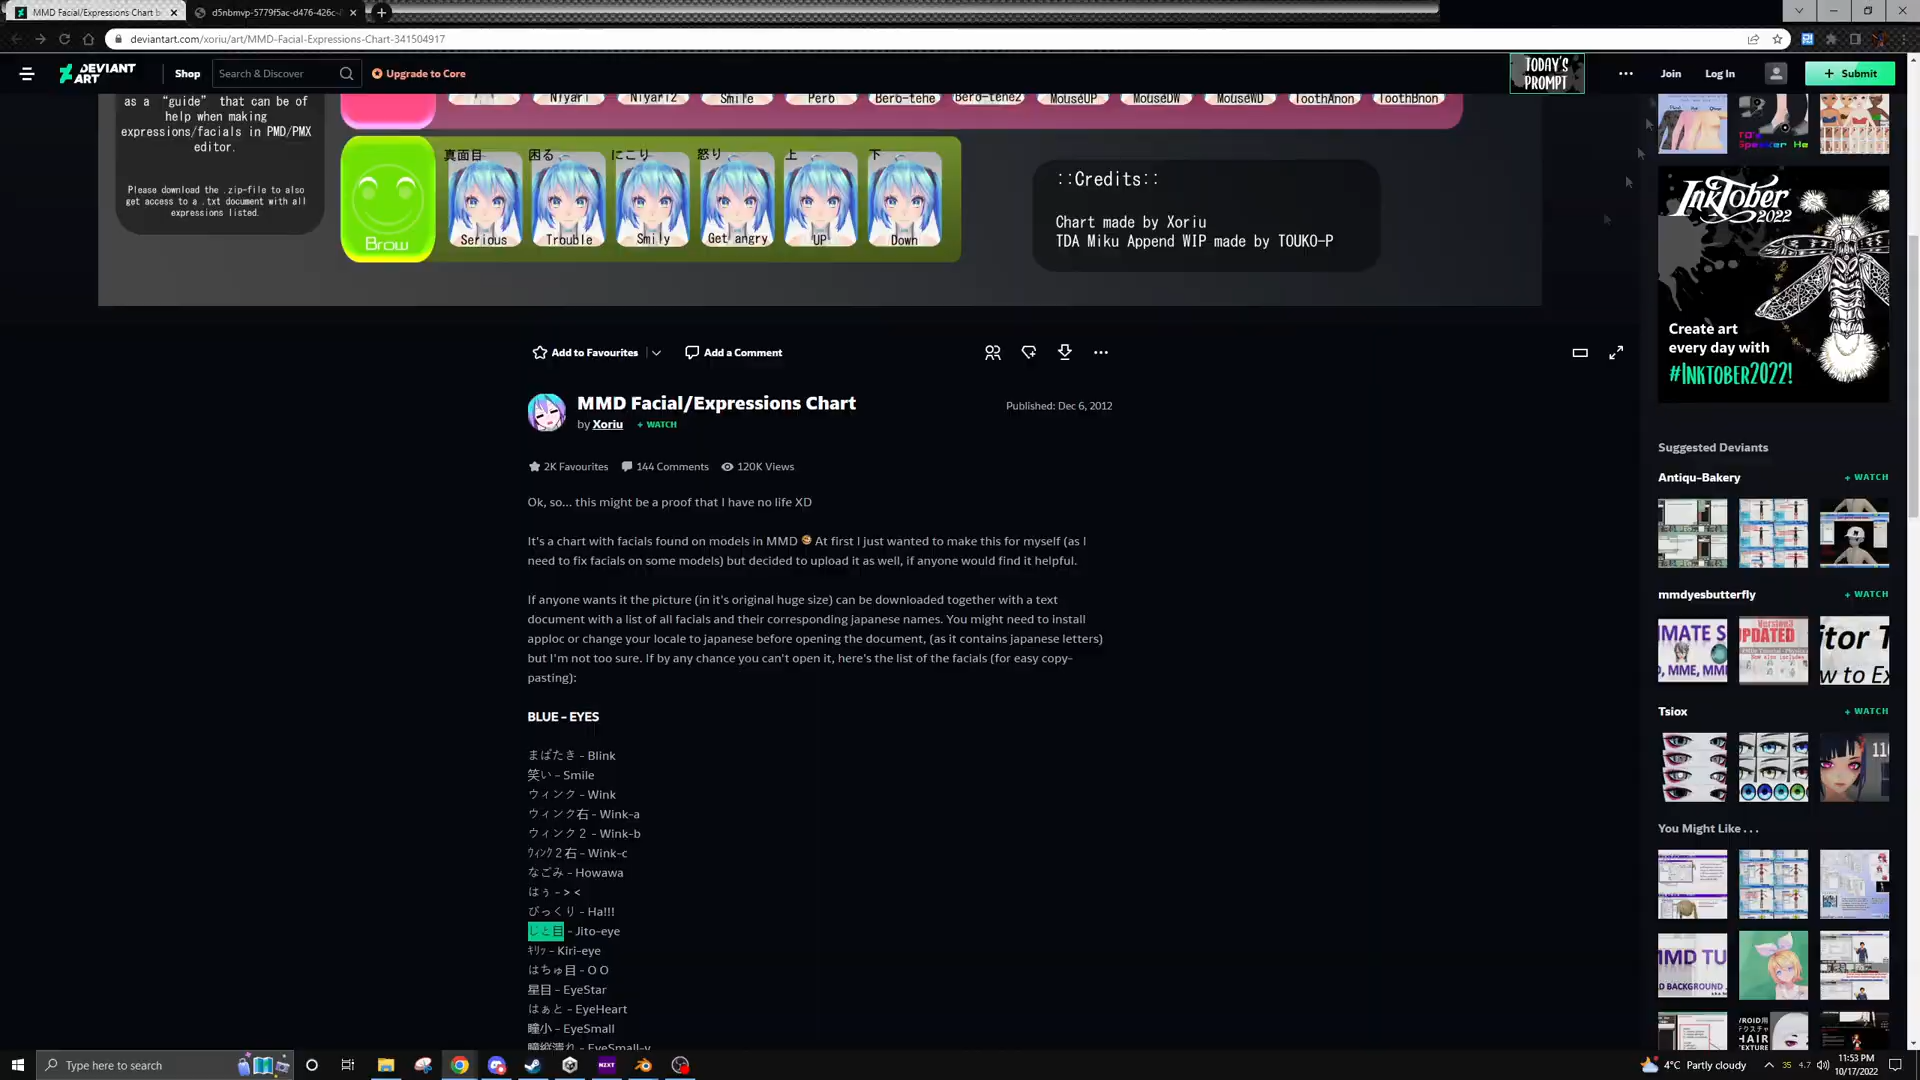 MMD Facial/Expressions Chart b
d5nbmvp-5779f5ac-d476-426c-
deviantart.com/xoriu/art/MMD-Facial-Expressions-Chart-341504917
DEVIANT ART
Shop
Search & Discover
Upgrade to Core
TODAY'S PROMPT
Join
Log In
Submit
as a “guide” that can be of
help when making
expressions/facials in PMD/PMX
editor.
Please download the .zip-file to also
get access to a .txt document with all
expressions listed.
Niyari
Niyari2
Smile
Pero
Bero-tehe
Bero-tehe2
MouseUP
MouseDW
MouseWD
ToothAnon
ToothBnon
Brow
真面目
困る
にこり
怒り
上
下
Serious
Trouble
Smily
Get angry
UP
Down
::Credits::
Chart made by Xoriu
TDA Miku Append WIP made by TOUKO-P
Add to Favourites
Add a Comment
MMD Facial/Expressions Chart
by Xoriu + WATCH
Published: Dec 6, 2012
2K Favourites
144 Comments
120K Views
Ok, so... this might be a proof that I have no life XD
It's a chart with facials found on models in MMD At first I just wanted to make this for myself (as I
need to fix facials on some models) but decided to upload it as well, if anyone would find it helpful.
If anyone wants it the picture (in it's original huge size) can be downloaded together with a text
document with a list of all facials and their corresponding japanese names. You might need to install
apploc or change your locale to japanese before opening the document, (as it contains japanese letters)
but I'm not too sure. If by any chance you can't open it, here's the list of the facials (for easy copy-
pasting):
BLUE – EYES
まばたき - Blink
笑い - Smile
ウィンク - Wink
ウィンク右 - Wink-a
ウィンク２ - Wink-b
ｳｨﾝｸ２右 - Wink-c
なごみ - Howawa
はぅ - > <
びっくり - Ha!!!
じと目 - Jito-eye
ｷﾘｯ - Kiri-eye
はちゅ目 - O O
星目 - EyeStar
はぁと - EyeHeart
瞳小 - EyeSmall
瞳縦潰れ - EyeSmall-v
INKTOBER
2022
Create art
every day with
#INKTOBER2022!
Suggested Deviants
Antiqu-Bakery
+ WATCH
mmdyesbutterfly
+ WATCH
Tsiox
+ WATCH
You Might Like . . .
Type here to search
4°C Partly cloudy
35
4.7
11:53 PM
10/17/2022